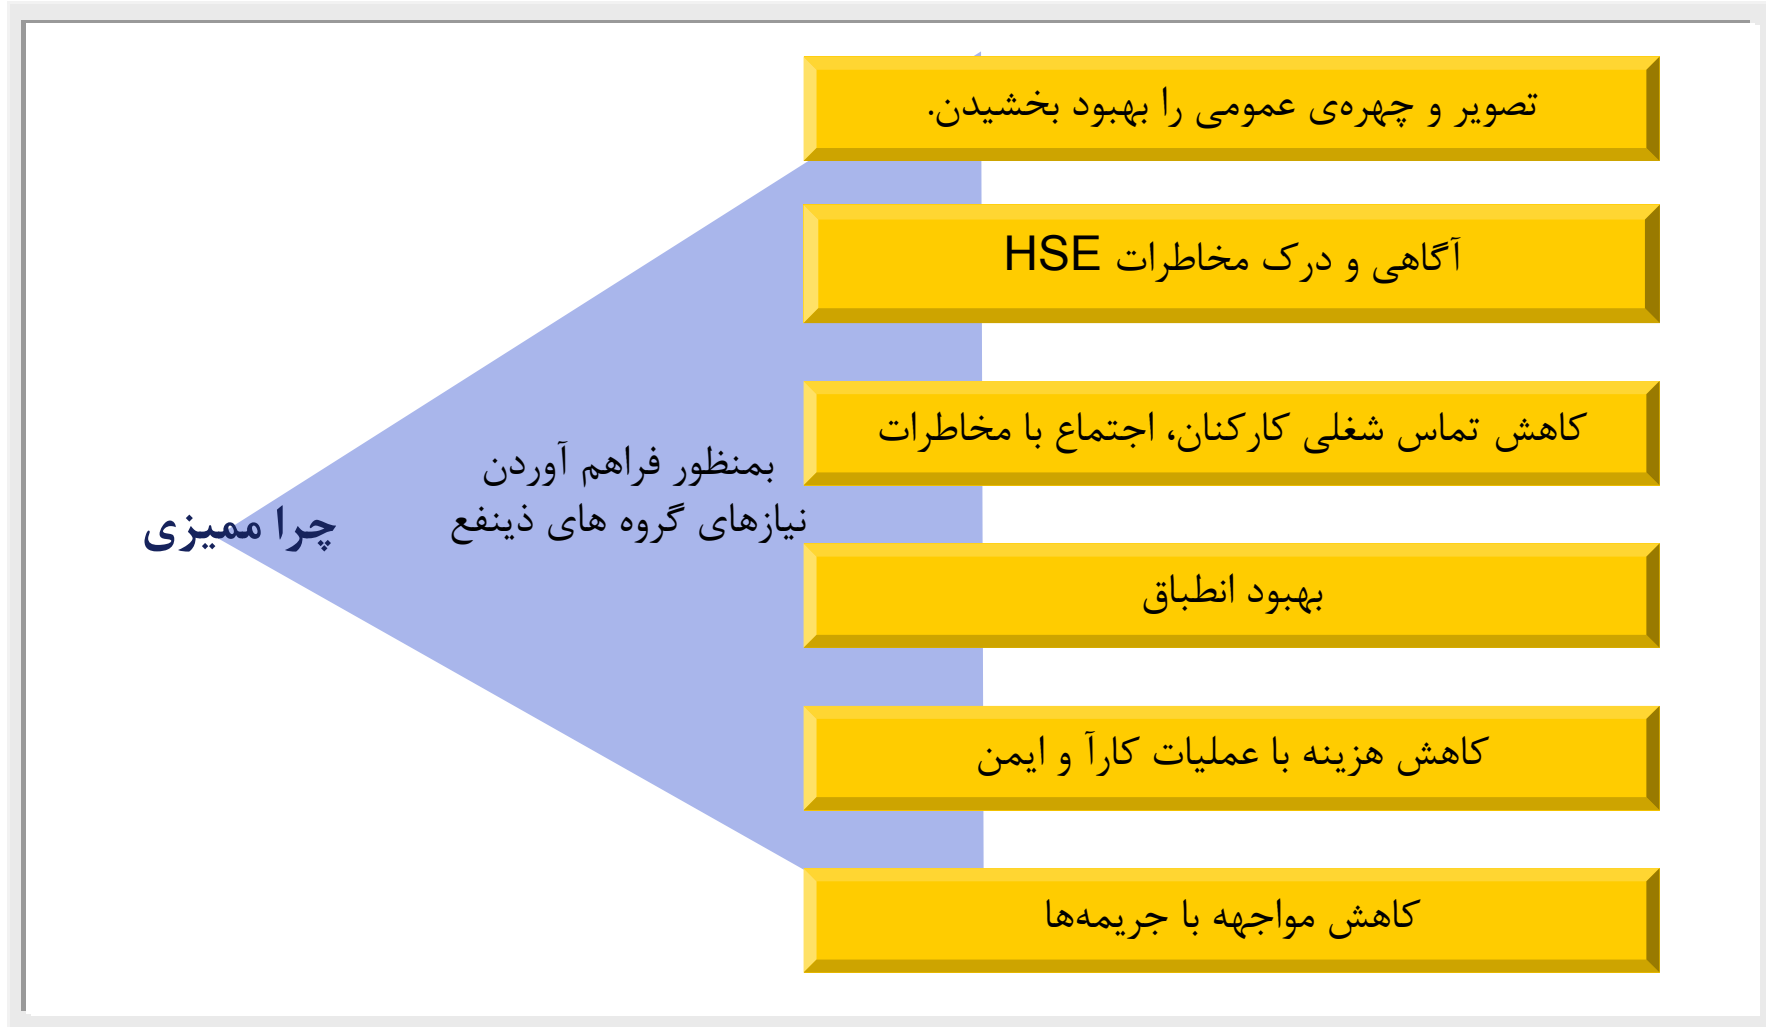 چرا ممیزی
بمنظور فراهم آوردن
نیازهای گروه های ذینفع
تصویر و چهره‌ی عمومی را بهبود بخشیدن.
آگاهی و درک مخاطرات HSE
کاهش تماس شغلی کارکنان، اجتماع با مخاطرات
بهبود انطباق
کاهش هزینه با عملیات کارآ و ایمن
کاهش مواجهه با جریمه‌ها